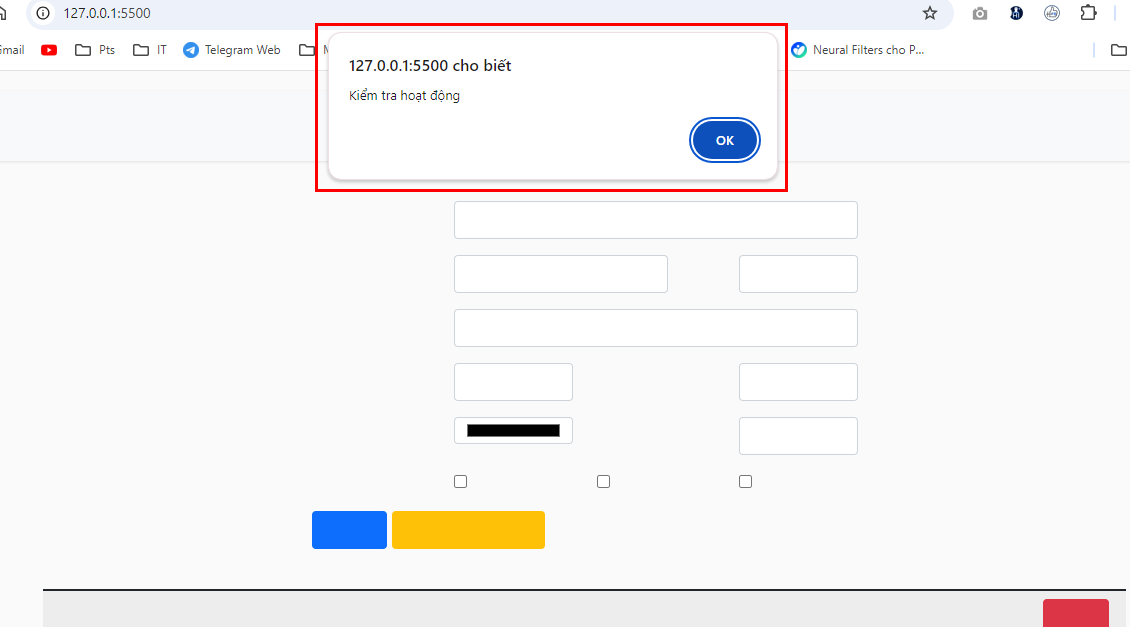 127.0.0.1:5500
Gmail
Pts
IT
Telegram Web
Neural Filters cho P...
127.0.0.1:5500 cho biết
Kiểm tra hoạt động
OK